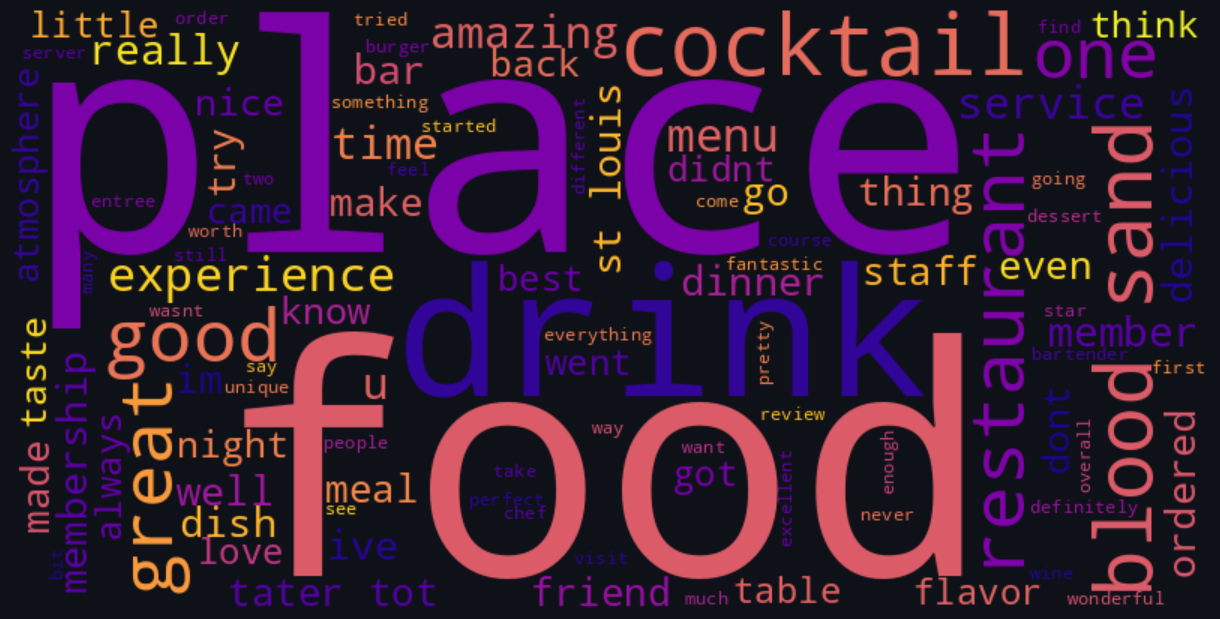 little
order
tried
amazing
cocktail
find
think
server
really
burger
back
bar
one
place
nice
something
service
atmosphere
delicious
started
time
different
st louis
menu
didnt
try
two
feel
thing
going
entree
make
come
go
came
dessert
worth
restaurant
sand
course
still
many
experience
best
fantastic
dinner
staff
even
drink
wasnt
know
star
member
good
everything
pretty
bartender
went
taste
say
first
membership
im
unique
u
great
food
review
dont
blood
way
always
night
people
want
enough
overall
ordered
made
well
meal
take
got
excellent
perfect
definitely
see
chef
never
dish
love
ive
bit
visit
wine
tater tot
friend
much
table
flavor
wonderful